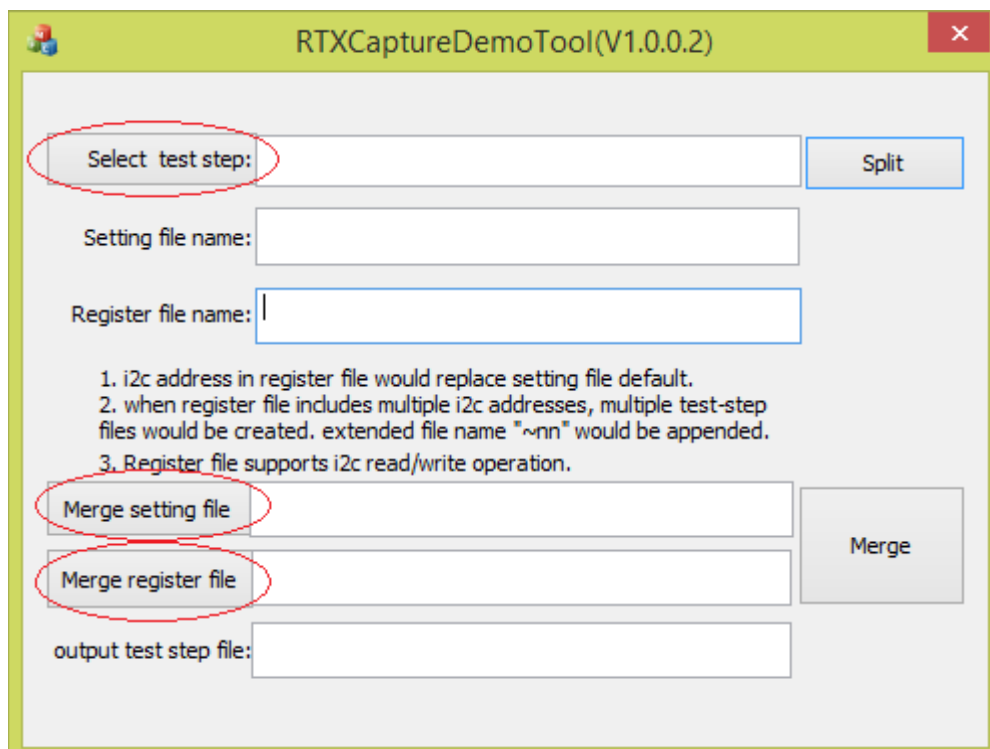 RTXCaptureDemoTool(V1.0.0.2)
Select test step:
Split
Setting file name:
Register file name:
1. i2c address in register file would replace setting file default.
2. when register file includes multiple i2c addresses, multiple test-step
files would be created. extended file name "~nn" would be appended.
3. Register file supports i2c read/write operation.
Merge setting file
Merge
Merge register file
output test step file: